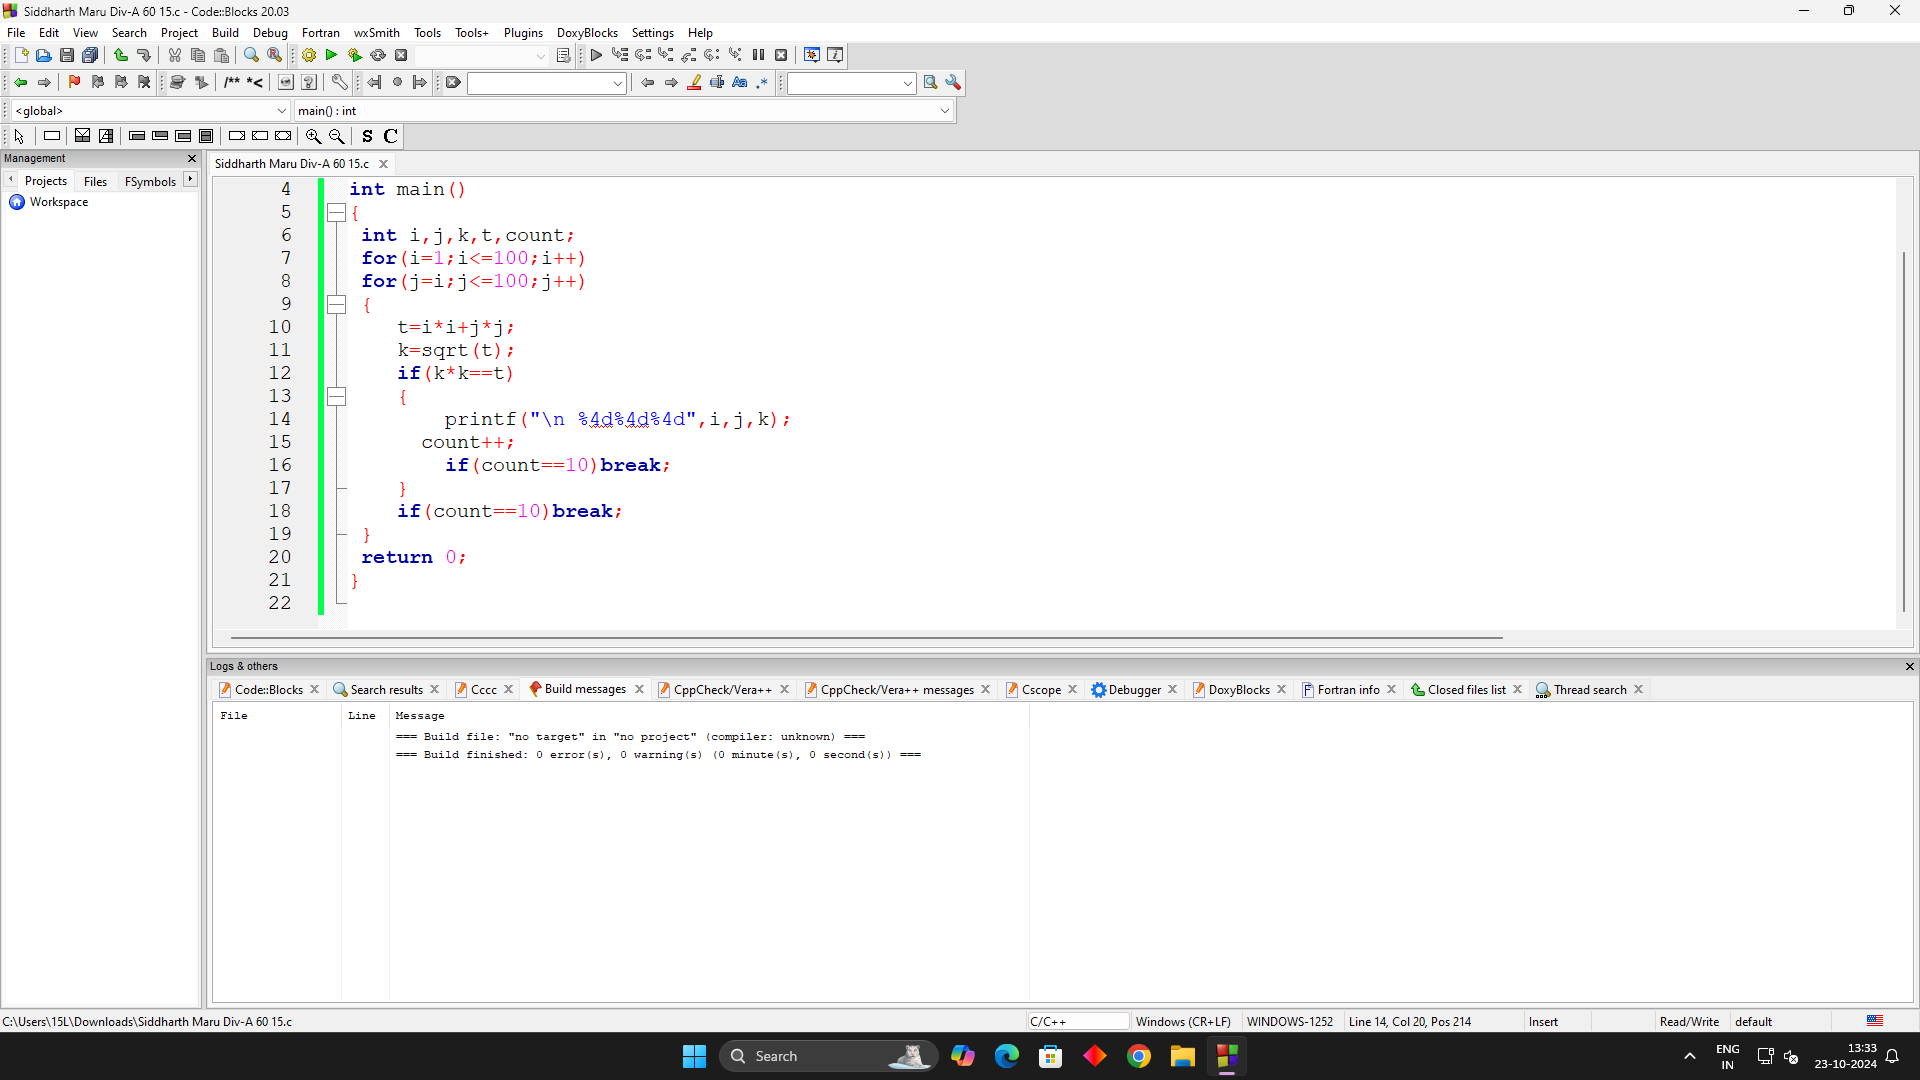 Siddharth Maru Div-A 60 15.c - Code::Blocks 20.03
File Edit View Search Project Build Debug Fortran wxSmith Tools Tools+ Plugins DoxyBlocks Settings Help
/** *< Aa .*
<global> main() : int
S C
Management
Siddharth Maru Div-A 60 15.c
Projects Files FSymbols
Workspace
4 int main()
5 {
6 int i,j,k,t,count;
7 for(i=1;i<=100;i++)
8 for(j=i;j<=100;j++)
9 {
10 t=i*i+j*j;
11 k=sqrt(t);
12 if(k*k==t)
13 {
14 printf("\n %4d%4d%4d",i,j,k);
15 count++;
16 if(count==10)break;
17 }
18 if(count==10)break;
19 }
20 return 0;
21 }
22
Logs & others
Code::Blocks Search results Cccc Build messages CppCheck/Vera++ CppCheck/Vera++ messages Cscope Debugger DoxyBlocks Fortran info Closed files list Thread search
File Line Message
=== Build file: "no target" in "no project" (compiler: unknown) ===
=== Build finished: 0 error(s), 0 warning(s) (0 minute(s), 0 second(s)) ===
C:\Users\15L\Downloads\Siddharth Maru Div-A 60 15.c C/C++ Windows (CR+LF) WINDOWS-1252 Line 14, Col 20, Pos 214 Insert Read/Write default
Search
ENG
IN
13:33
23-10-2024